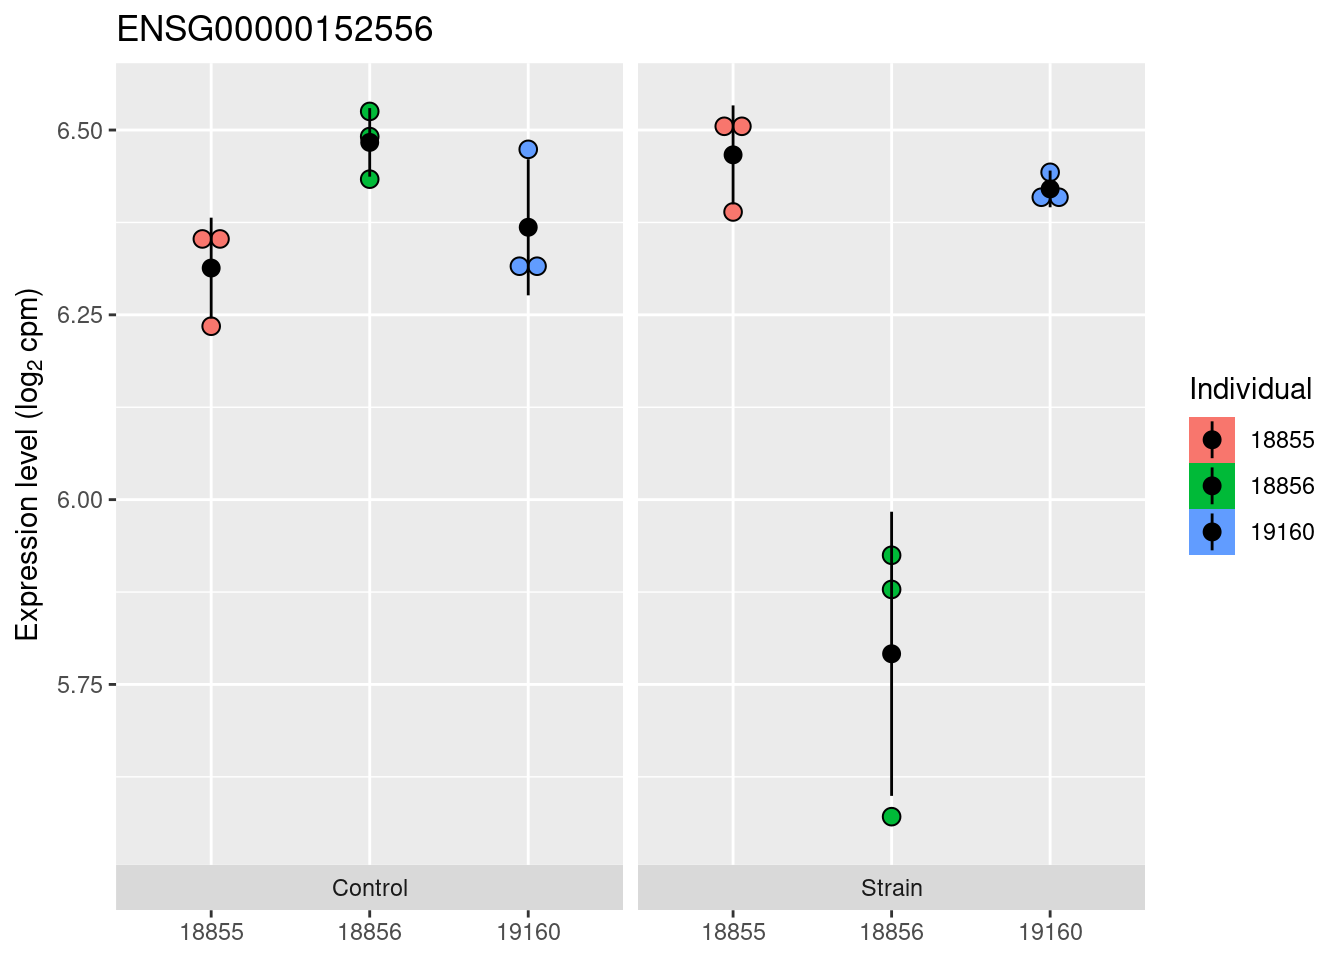 ENSG00000152556
Expression level (log₂ cpm)
6.50
6.25
6.00
5.75
Control
Strain
18855
18856
19160
18855
18856
19160
Individual
18855
18856
19160